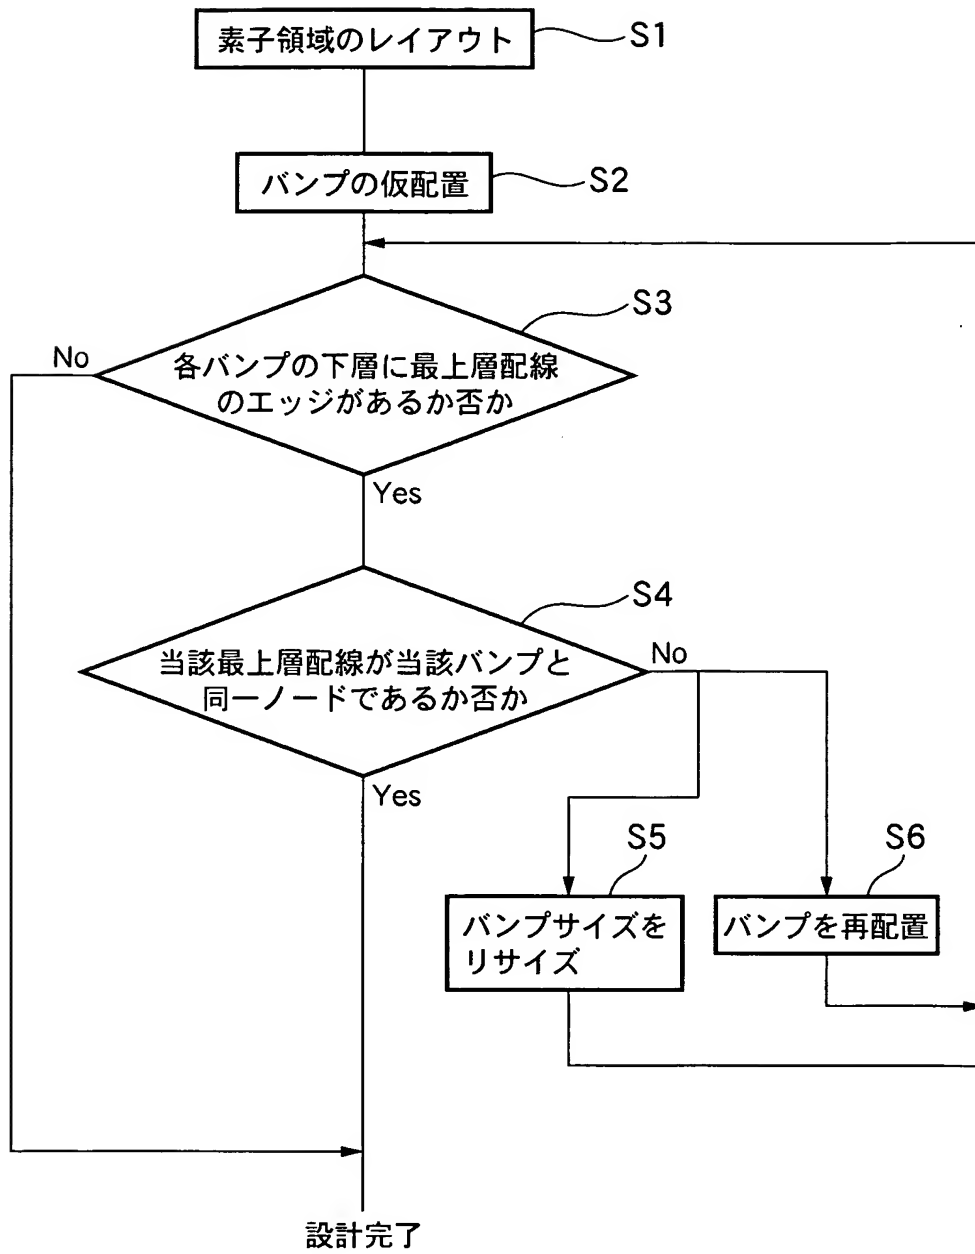 素子領域のレイアウト
S1
バンプの仮配置
S2
S3
No
各バンプの下層に最上層配線
のエッジがあるか否か
Yes
S4
No
当該最上層配線が当該バンプと
同一ノードであるか否か
Yes
S5
S6
バンプサイズを
リサイズ
バンプを再配置
設計完了